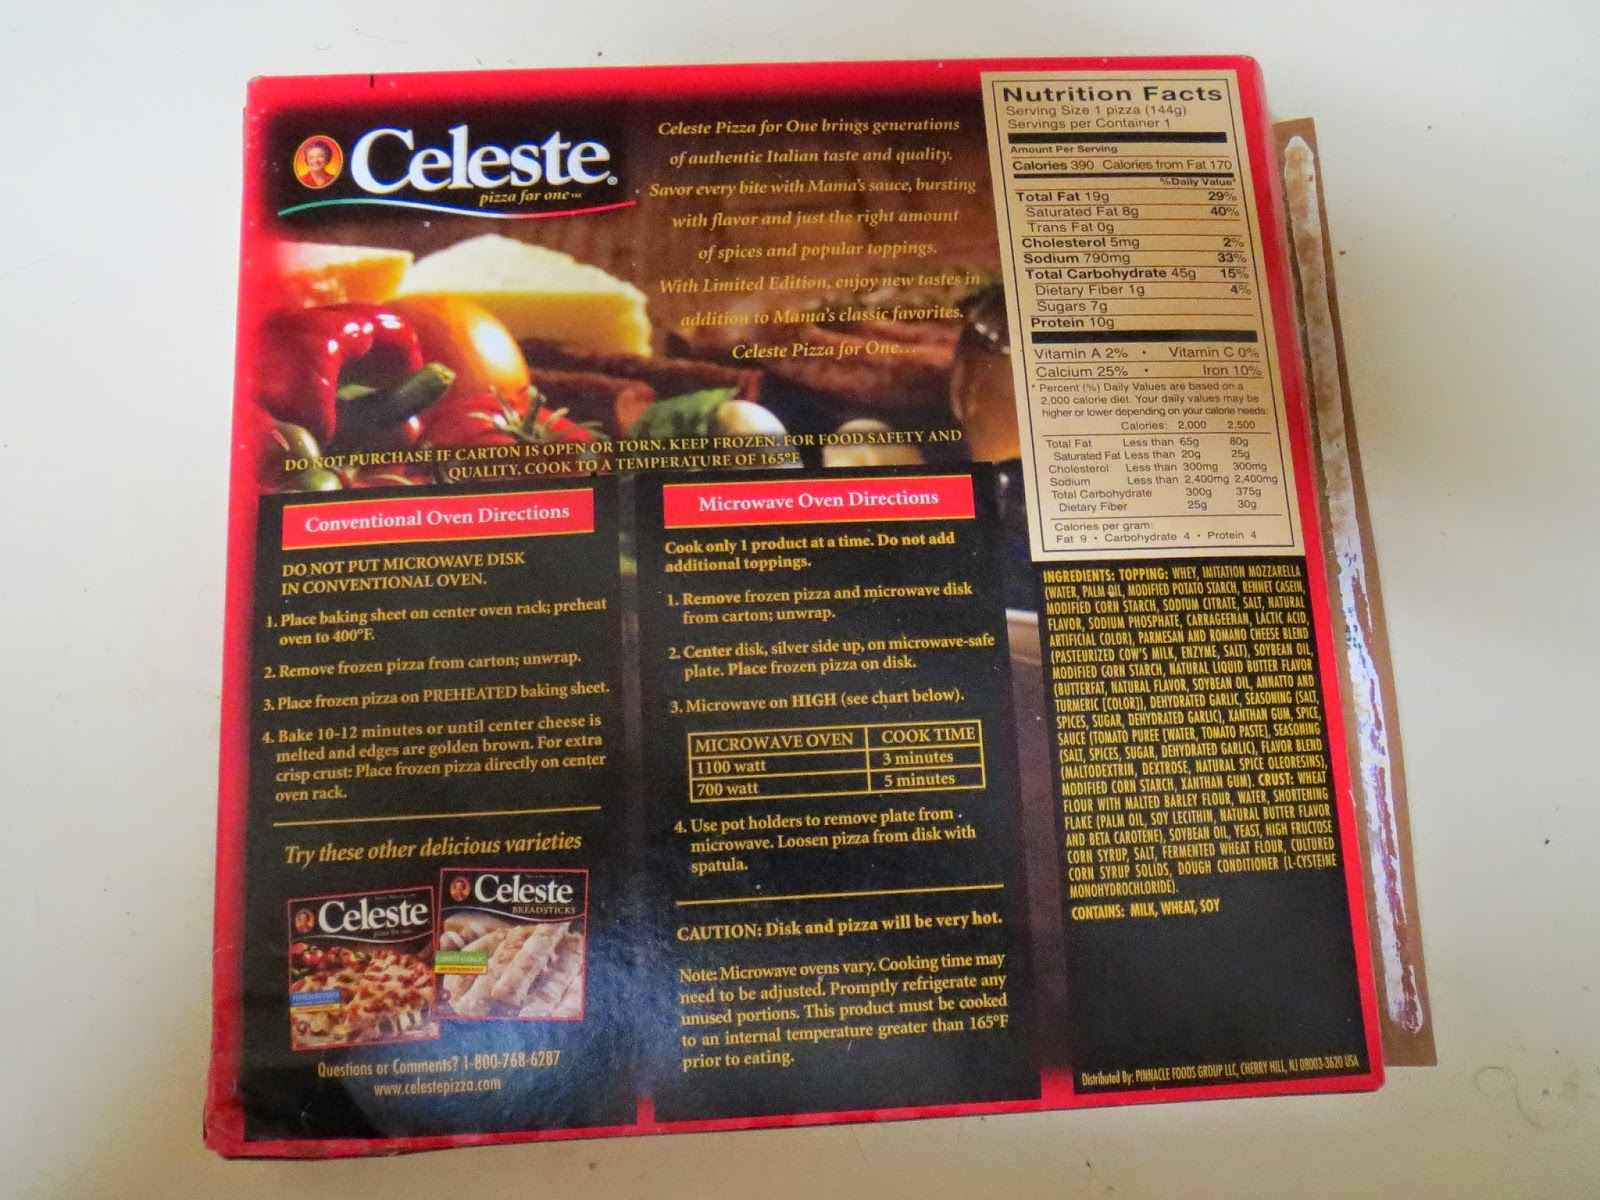 Celeste®
pizza for one™
Celeste Pizza for One brings generations
of authentic Italian taste and quality.
Savor every bite with Mama's sauce, bursting
with flavor and just the right amount
of spices and popular toppings.
With Limited Edition, enjoy new tastes in
addition to Mama's classic favorites.
Celeste Pizza for One...
DO NOT PURCHASE IF CARTON IS OPEN OR TORN. KEEP FROZEN. FOR FOOD SAFETY AND
QUALITY, COOK TO A TEMPERATURE OF 165°F
Conventional Oven Directions
DO NOT PUT MICROWAVE DISK
IN CONVENTIONAL OVEN.
1. Place baking sheet on center oven rack; preheat
oven to 400°F.
2. Remove frozen pizza from carton; unwrap.
3. Place frozen pizza on PREHEATED baking sheet.
4. Bake 10-12 minutes or until center cheese is
melted and edges are golden brown. For extra
crisp crust: Place frozen pizza directly on center
oven rack.
Try these other delicious varieties
Celeste
pizza for one
Celeste
BREADSTICKS
Questions or Comments? 1-800-768-6287
www.celestepizza.com
Microwave Oven Directions
Cook only 1 product at a time. Do not add
additional toppings.
1. Remove frozen pizza and microwave disk
from carton; unwrap.
2. Center disk, silver side up, on microwave-safe
plate. Place frozen pizza on disk.
3. Microwave on HIGH (see chart below).
MICROWAVE OVEN COOK TIME
1100 watt 3 minutes
700 watt 5 minutes
4. Use pot holders to remove plate from
microwave. Loosen pizza from disk with
spatula.
CAUTION: Disk and pizza will be very hot.
Note: Microwave ovens vary. Cooking time may
need to be adjusted. Promptly refrigerate any
unused portions. This product must be cooked
to an internal temperature greater than 165°F
prior to eating.
Nutrition Facts
Serving Size 1 pizza (144g)
Servings per Container 1
Amount Per Serving
Calories 390 Calories from Fat 170
%Daily Value*
Total Fat 19g 29%
Saturated Fat 8g 40%
Trans Fat 0g
Cholesterol 5mg 2%
Sodium 790mg 33%
Total Carbohydrate 45g 15%
Dietary Fiber 1g 4%
Sugars 7g
Protein 10g
Vitamin A 2% • Vitamin C 0%
Calcium 25% • Iron 10%
* Percent (%) Daily Values are based on a
2,000 calorie diet. Your daily values may be
higher or lower depending on your calorie needs:
Calories: 2,000 2,500
Total Fat Less than 65g 80g
Saturated Fat Less than 20g 25g
Cholesterol Less than 300mg 300mg
Sodium Less than 2,400mg 2,400mg
Total Carbohydrate 300g 375g
Dietary Fiber 25g 30g
Calories per gram:
Fat 9 • Carbohydrate 4 • Protein 4
INGREDIENTS: TOPPING: WHEY, IMITATION MOZZARELLA
(WATER, PALM OIL, MODIFIED POTATO STARCH, RENNET CASEIN,
MODIFIED CORN STARCH, SODIUM CITRATE, SALT, NATURAL
FLAVOR, SODIUM PHOSPHATE, CARRAGEENAN, LACTIC ACID,
ARTIFICIAL COLOR), PARMESAN AND ROMANO CHEESE BLEND
(PASTEURIZED COW'S MILK, ENZYME, SALT), SOYBEAN OIL,
MODIFIED CORN STARCH, NATURAL LIQUID BUTTER FLAVOR
(BUTTERFAT, NATURAL FLAVOR, SOYBEAN OIL, ANNATTO AND
TURMERIC [COLOR]), DEHYDRATED GARLIC, SEASONING (SALT,
SPICES, SUGAR, DEHYDRATED GARLIC), XANTHAN GUM, SPICE,
SAUCE (TOMATO PUREE [WATER, TOMATO PASTE], SEASONING
(SALT, SPICES, SUGAR, DEHYDRATED GARLIC), FLAVOR BLEND
(MALTODEXTRIN, DEXTROSE, NATURAL SPICE OLEORESINS),
MODIFIED CORN STARCH, XANTHAN GUM). CRUST: WHEAT
FLOUR WITH MALTED BARLEY FLOUR, WATER, SHORTENING
FLAKE (PALM OIL, SOY LECITHIN, NATURAL BUTTER FLAVOR
AND BETA CAROTENE), SOYBEAN OIL, YEAST, HIGH FRUCTOSE
CORN SYRUP, SALT, FERMENTED WHEAT FLOUR, CULTURED
CORN SYRUP SOLIDS, DOUGH CONDITIONER (L-CYSTEINE
MONOHYDROCHLORIDE).
CONTAINS: MILK, WHEAT, SOY
Distributed By: PINNACLE FOODS GROUP LLC, CHERRY HILL, NJ 08003-3620 USA